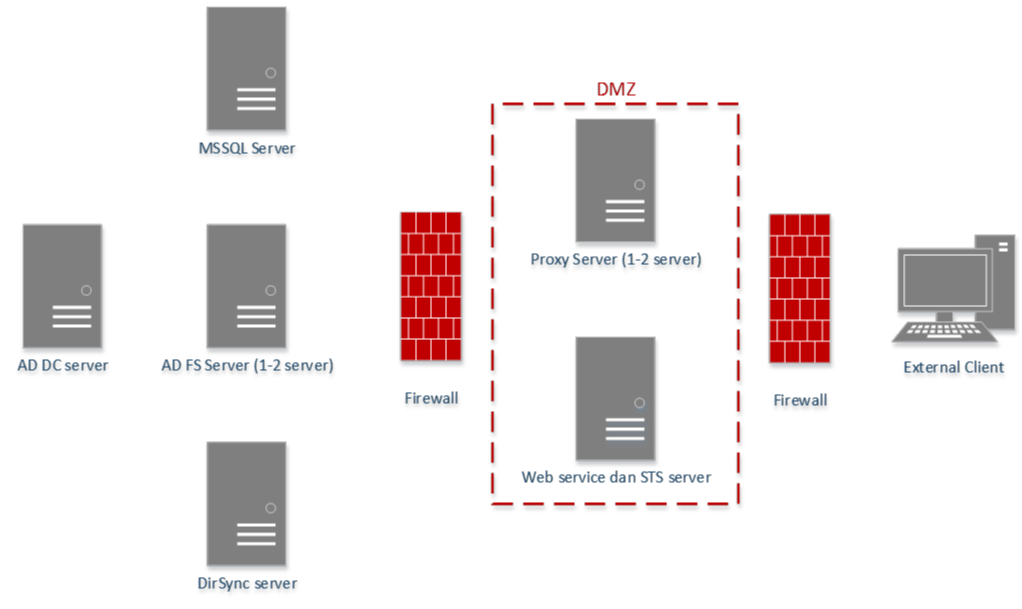 MSSQL Server
DMZ
Proxy Server (1-2 server)
AD DC server
AD FS Server (1-2 server)
Firewall
Firewall
External Client
Web service dan STS server
DirSync server